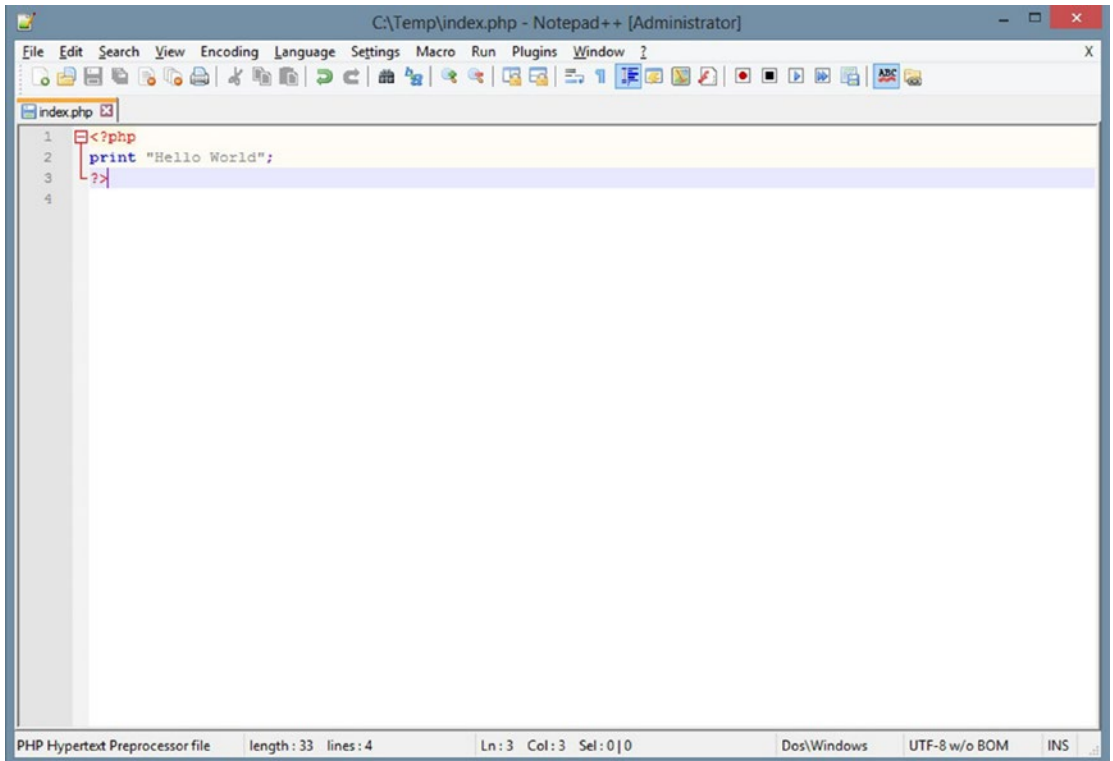 C:\Temp\index.php - Notepad++ [Administrator]
File Edit Search View Encoding Language Settings Macro Run Plugins Window ? X
ABC
index.php
1 <?php
2 print "Hello World";
3 ?>
4
PHP Hypertext Preprocessor file length : 33 lines : 4 Ln : 3 Col : 3 Sel : 0 | 0 Dos\Windows UTF-8 w/o BOM INS